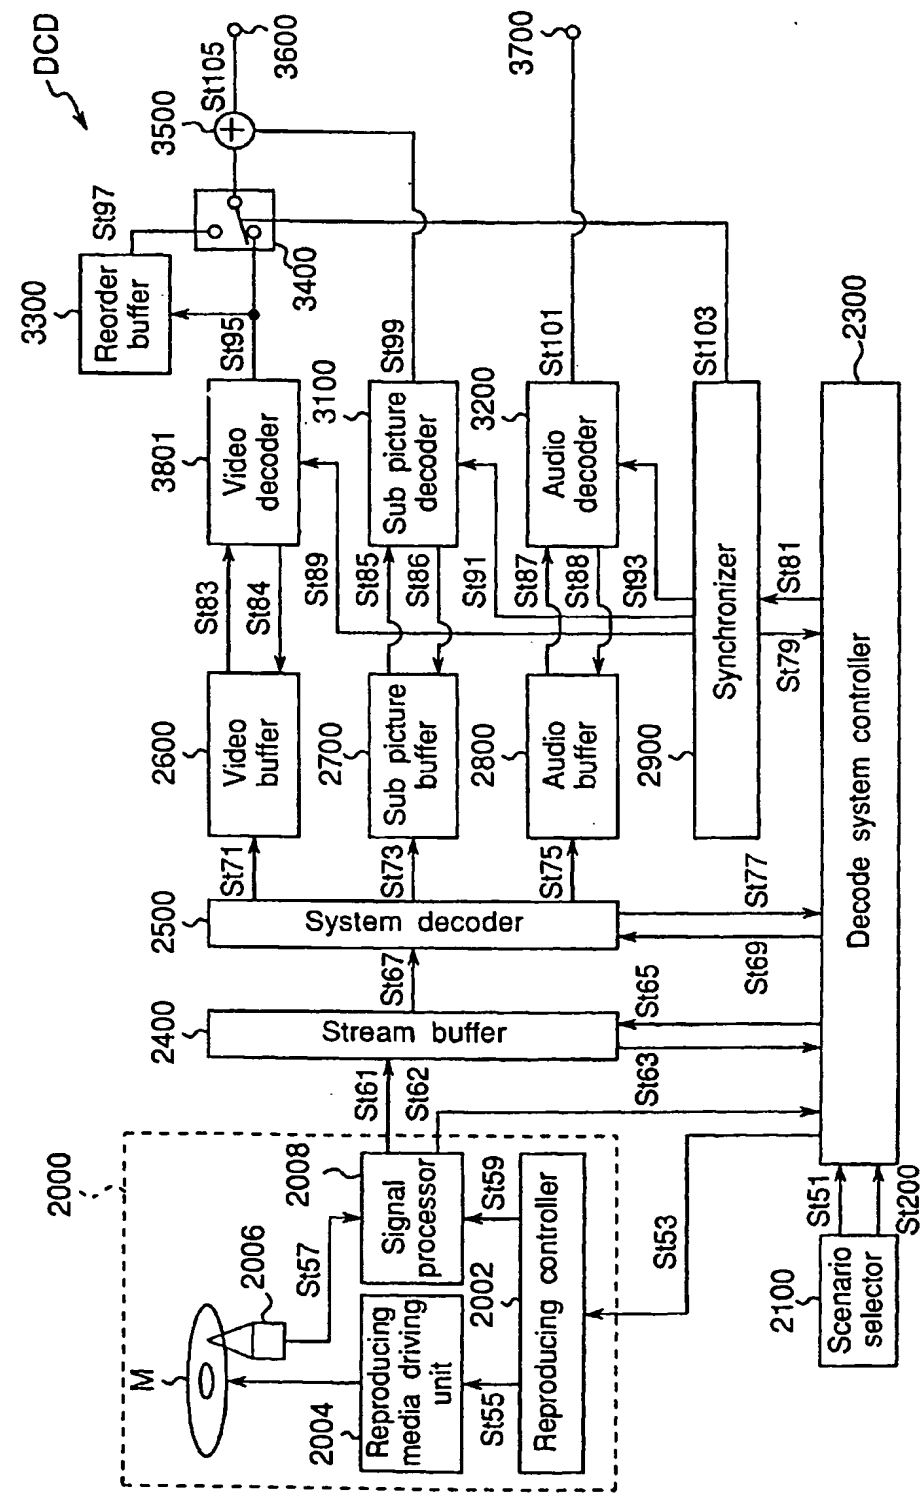 DCD
3300
Reorder
buffer
St97
3500
St105
3600
3400
3700
3801
Video
decoder
St95
3100
Sub picture
decoder
St99
3200
Audio
decoder
St101
St103
2300
2600
Video
buffer
St83
St84
St89
2700
Sub picture
buffer
St85
St86
St91
2800
Audio
buffer
St87
St88
St93
2900
Synchronizer
St79
St81
Decode system controller
2500
System decoder
St71
St73
St75
St77
St69
2400
Stream buffer
St67
St65
St63
St61
St62
2000
M
2006
St57
2008
Signal
processor
2004
Reproducing
media driving
unit
St55
2002
St59
Reproducing controller
St53
2100
Scenario
selector
St51
St200